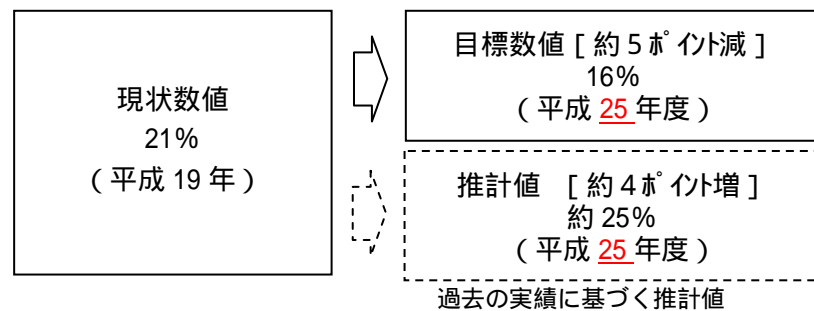 現状数値
21%
（平成 19 年）
目標数値［ 約５ﾎﾟｲﾝﾄ減 ］
16%
（平成 25 年度）
推計値　［ 約４ﾎﾟｲﾝﾄ増 ］
約 25%
（平成 25 年度）
過去の実績に基づく推計値